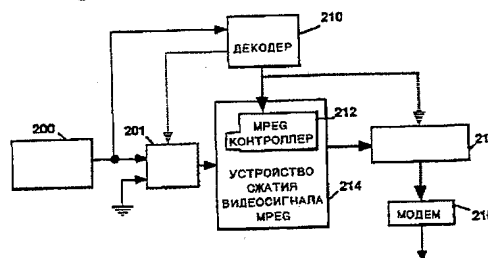 210
ДЕКОДЕР
200
201
212
MPEG
КОНТРОЛЛЕР
УСТРОЙСТВО
СЖАТИЯ
ВИДЕОСИГНАЛА
MPEG
214
МОДЕМ